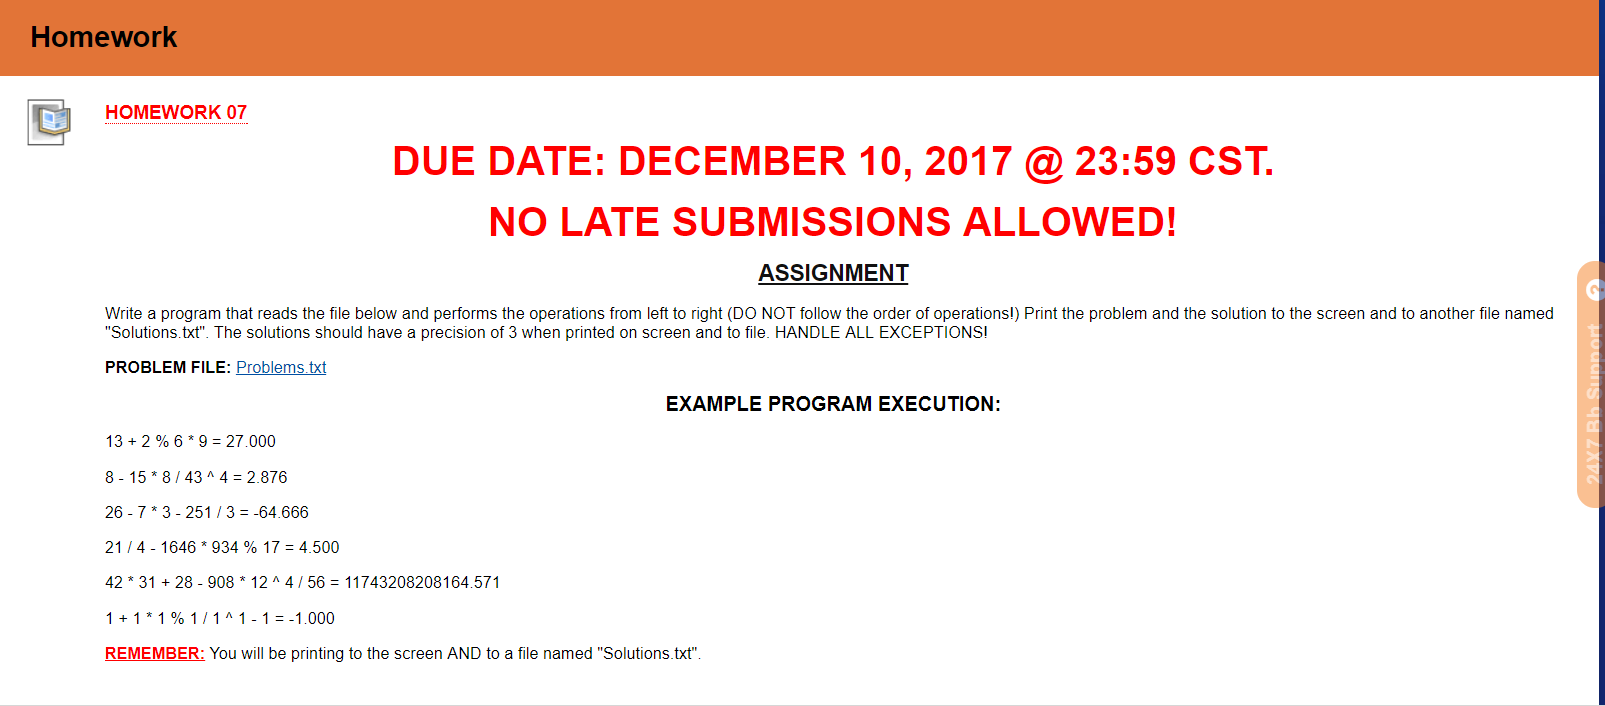 Homework
HOMEWORK 07
DUE DATE: DECEMBER 10, 2017 @ 23:59 CST.
NO LATE SUBMISSIONS ALLOWED!
ASSIGNMENT
Write a program that reads the file below and performs the operations from left to right (DO NOT follow the order of operations!) Print the problem and the solution to the screen and to another file named
"Solutions.txt". The solutions should have a precision of 3 when printed on screen and to file. HANDLE ALL EXCEPTIONS!
PROBLEM FILE: Problems.txt
EXAMPLE PROGRAM EXECUTION:
13 + 2 % 6 * 9 = 27.000
8 - 15 * 8 / 43 ^ 4 = 2.876
26 - 7 * 3 - 251 / 3 = -64.666
21 / 4 - 1646 * 934 % 17 = 4.500
42 * 31 + 28 - 908 * 12 ^ 4 / 56 = 11743208208164.571
1 + 1 * 1 % 1 / 1 ^ 1 - 1 = -1.000
REMEMBER: You will be printing to the screen AND to a file named "Solutions.txt".
24X7 Bb Support
?